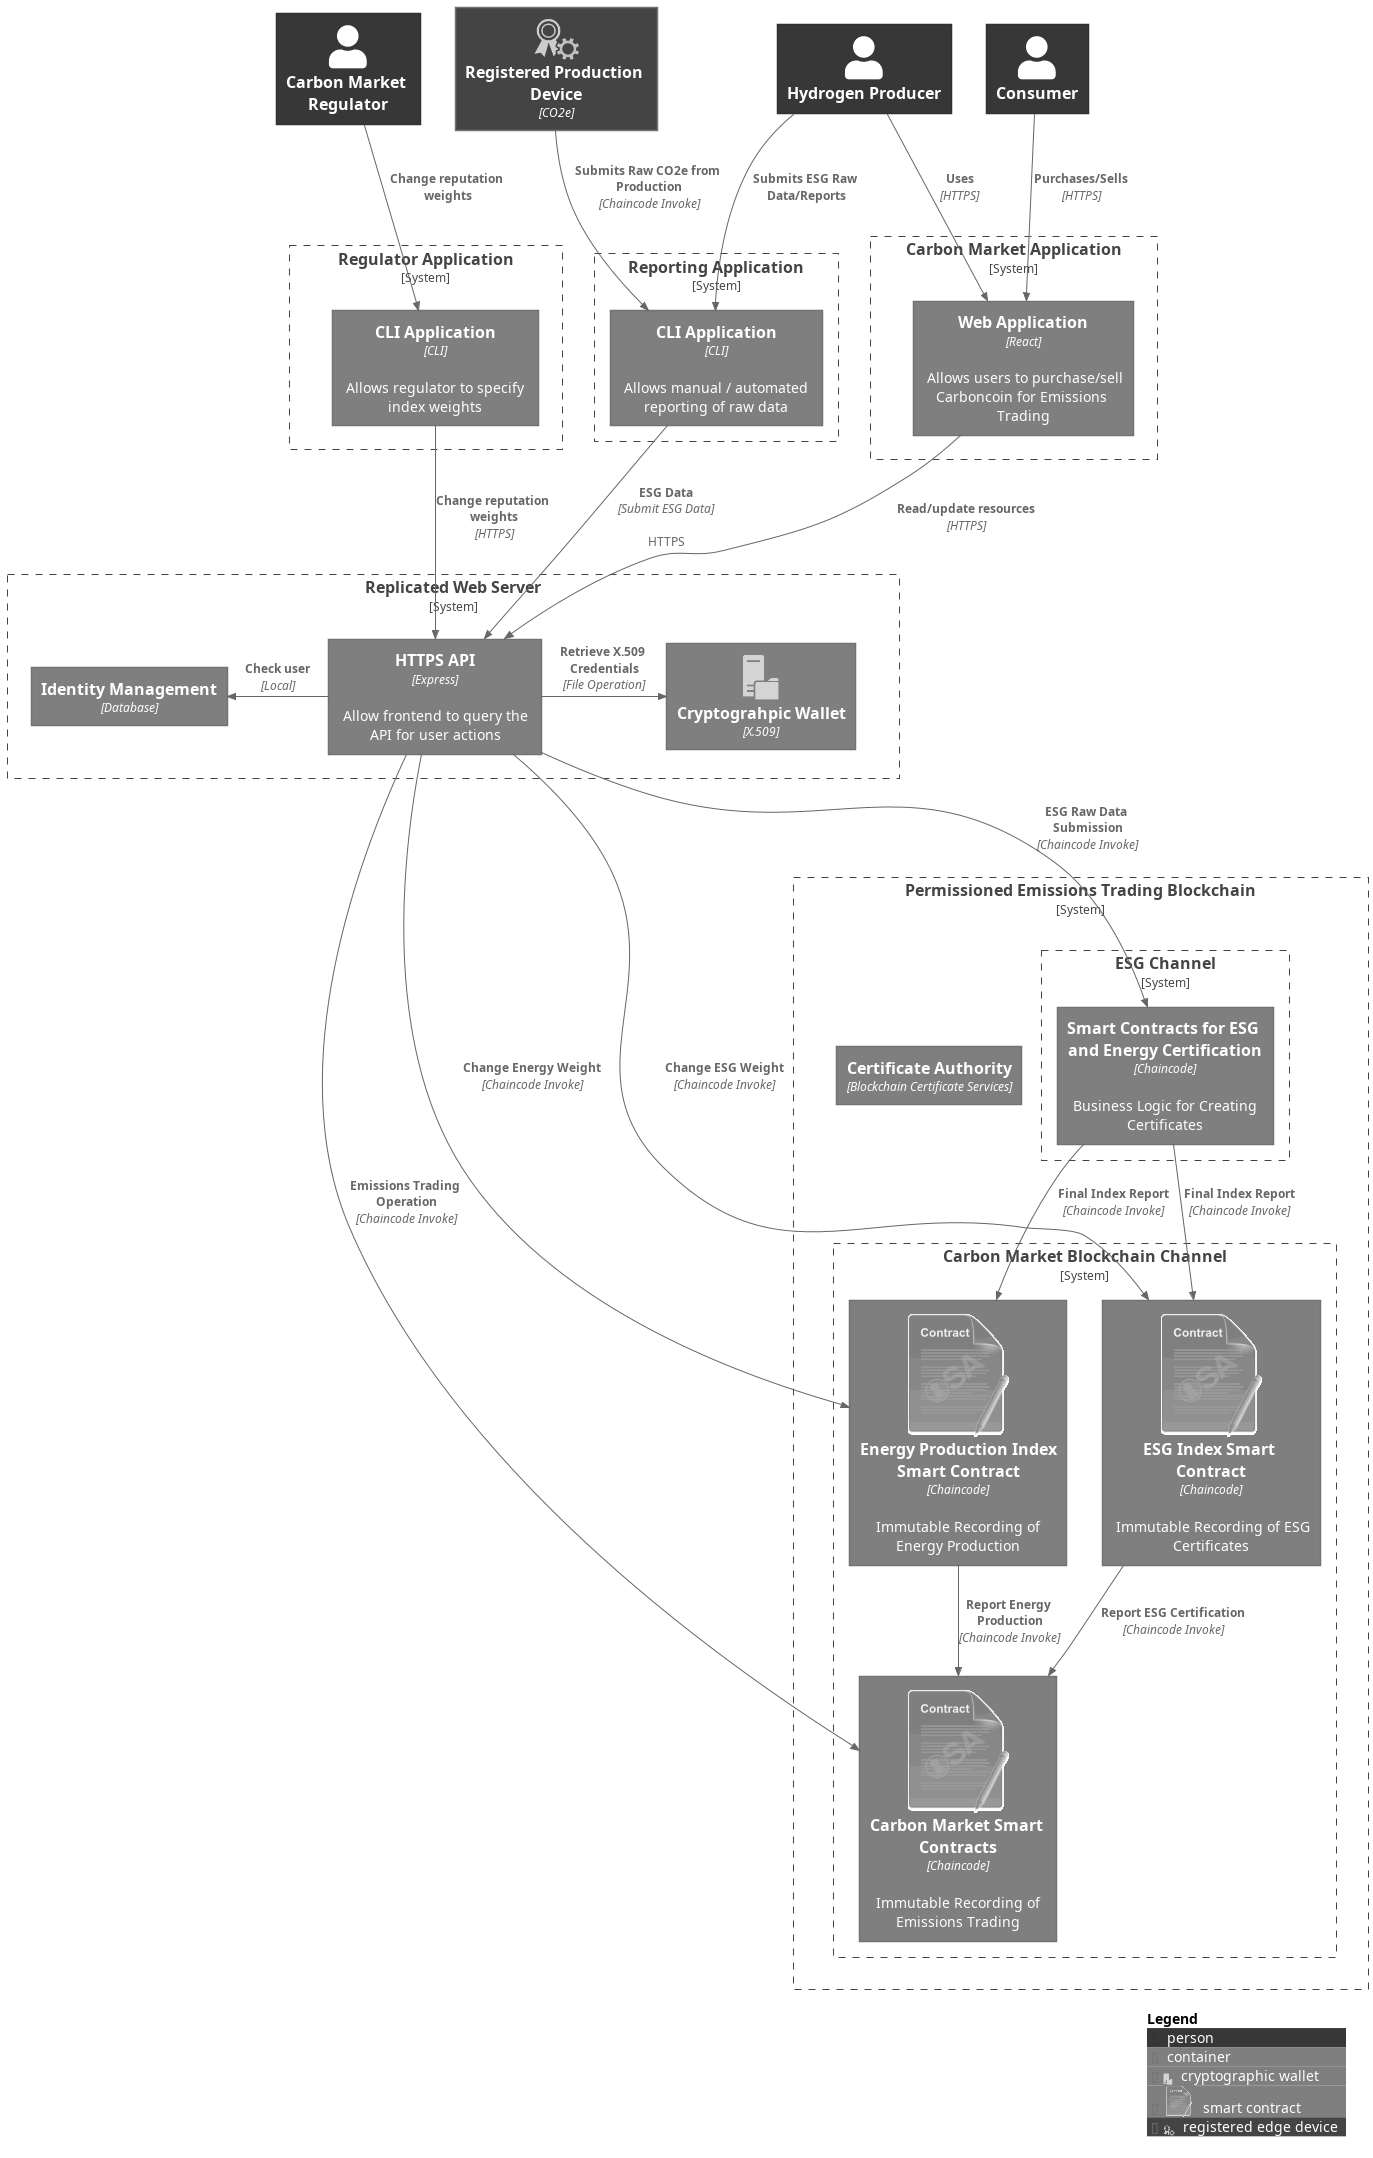 Carbon Market
Regulator
Registered Production
Device
[CO2e]
Hydrogen Producer
Consumer
Change reputation
weights
Submits Raw CO2e from
Production
[Chaincode Invoke]
Submits ESG Raw
Data/Reports
Uses
[HTTPS]
Purchases/Sells
[HTTPS]
Regulator Application
[System]
CLI Application
[CLI]
Allows regulator to specify
index weights
Reporting Application
[System]
CLI Application
[CLI]
Allows manual / automated
reporting of raw data
Carbon Market Application
[System]
Web Application
[React]
Allows users to purchase/sell
Carboncoin for Emissions
Trading
Change reputation
weights
[HTTPS]
ESG Data
[Submit ESG Data]
HTTPS
Read/update resources
[HTTPS]
Replicated Web Server
[System]
Identity Management
[Database]
Check user
[Local]
HTTPS API
[Express]
Allow frontend to query the
API for user actions
Retrieve X.509
Credentials
[File Operation]
Cryptograhpic Wallet
[X.509]
ESG Raw Data
Submission
[Chaincode Invoke]
Permissioned Emissions Trading Blockchain
[System]
ESG Channel
[System]
Smart Contracts for ESG
and Energy Certification
[Chaincode]
Business Logic for Creating
Certificates
Certificate Authority
[Blockchain Certificate Services]
Change Energy Weight
[Chaincode Invoke]
Change ESG Weight
[Chaincode Invoke]
Emissions Trading
Operation
[Chaincode Invoke]
Final Index Report
[Chaincode Invoke]
Final Index Report
[Chaincode Invoke]
Carbon Market Blockchain Channel
[System]
Contract
Energy Production Index
Smart Contract
[Chaincode]
Immutable Recording of
Energy Production
Contract
ESG Index Smart
Contract
[Chaincode]
Immutable Recording of ESG
Certificates
Report Energy
Production
[Chaincode Invoke]
Report ESG Certification
[Chaincode Invoke]
Contract
Carbon Market Smart
Contracts
[Chaincode]
Immutable Recording of
Emissions Trading
Legend
person
container
cryptographic wallet
smart contract
registered edge device